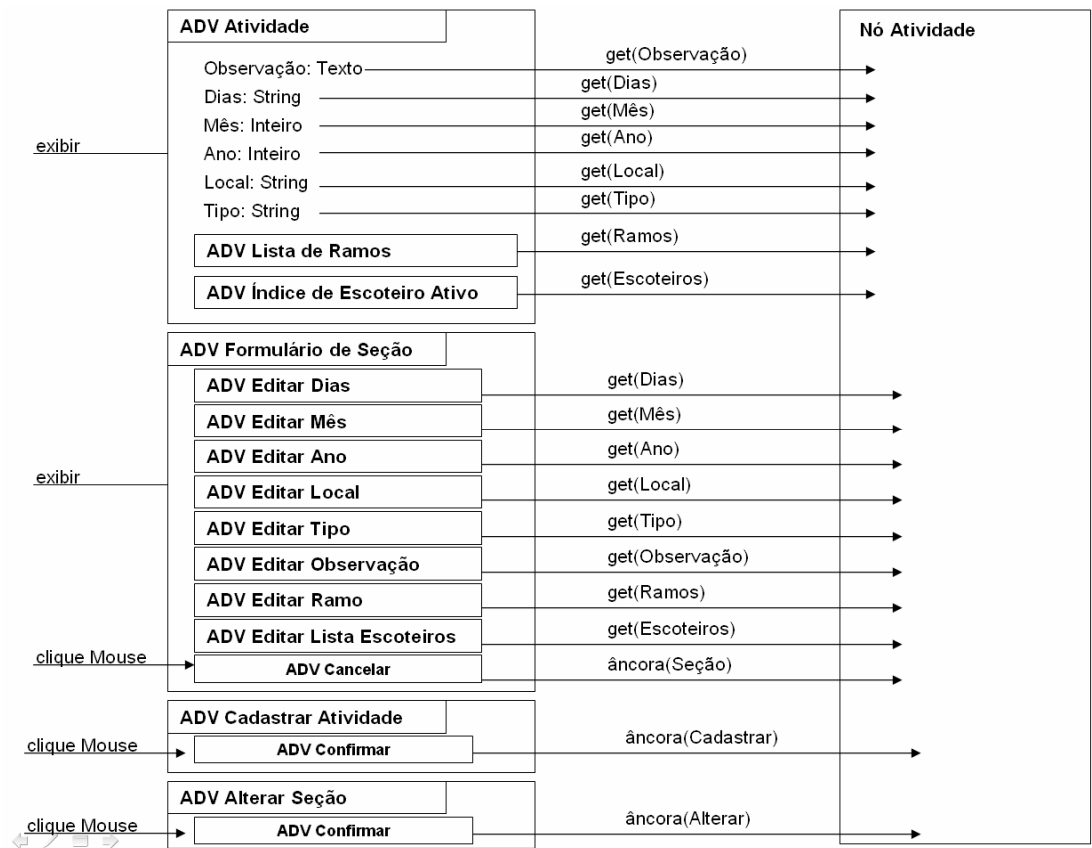 ADV Atividade
Nó Atividade
Observação: Texto
get(Observação)
Dias: String
get(Dias)
Mês: Inteiro
get(Mês)
exibir
Ano: Inteiro
get(Ano)
Local: String
get(Local)
Tipo: String
get(Tipo)
ADV Lista de Ramos
get(Ramos)
ADV Índice de Escoteiro Ativo
get(Escoteiros)
ADV Formulário de Seção
ADV Editar Dias
get(Dias)
ADV Editar Mês
get(Mês)
ADV Editar Ano
get(Ano)
exibir
ADV Editar Local
get(Local)
ADV Editar Tipo
get(Tipo)
ADV Editar Observação
get(Observação)
ADV Editar Ramo
get(Ramos)
ADV Editar Lista Escoteiros
get(Escoteiros)
clique Mouse
ADV Cancelar
âncora(Seção)
ADV Cadastrar Atividade
clique Mouse
ADV Confirmar
âncora(Cadastrar)
ADV Alterar Seção
clique Mouse
ADV Confirmar
âncora(Alterar)